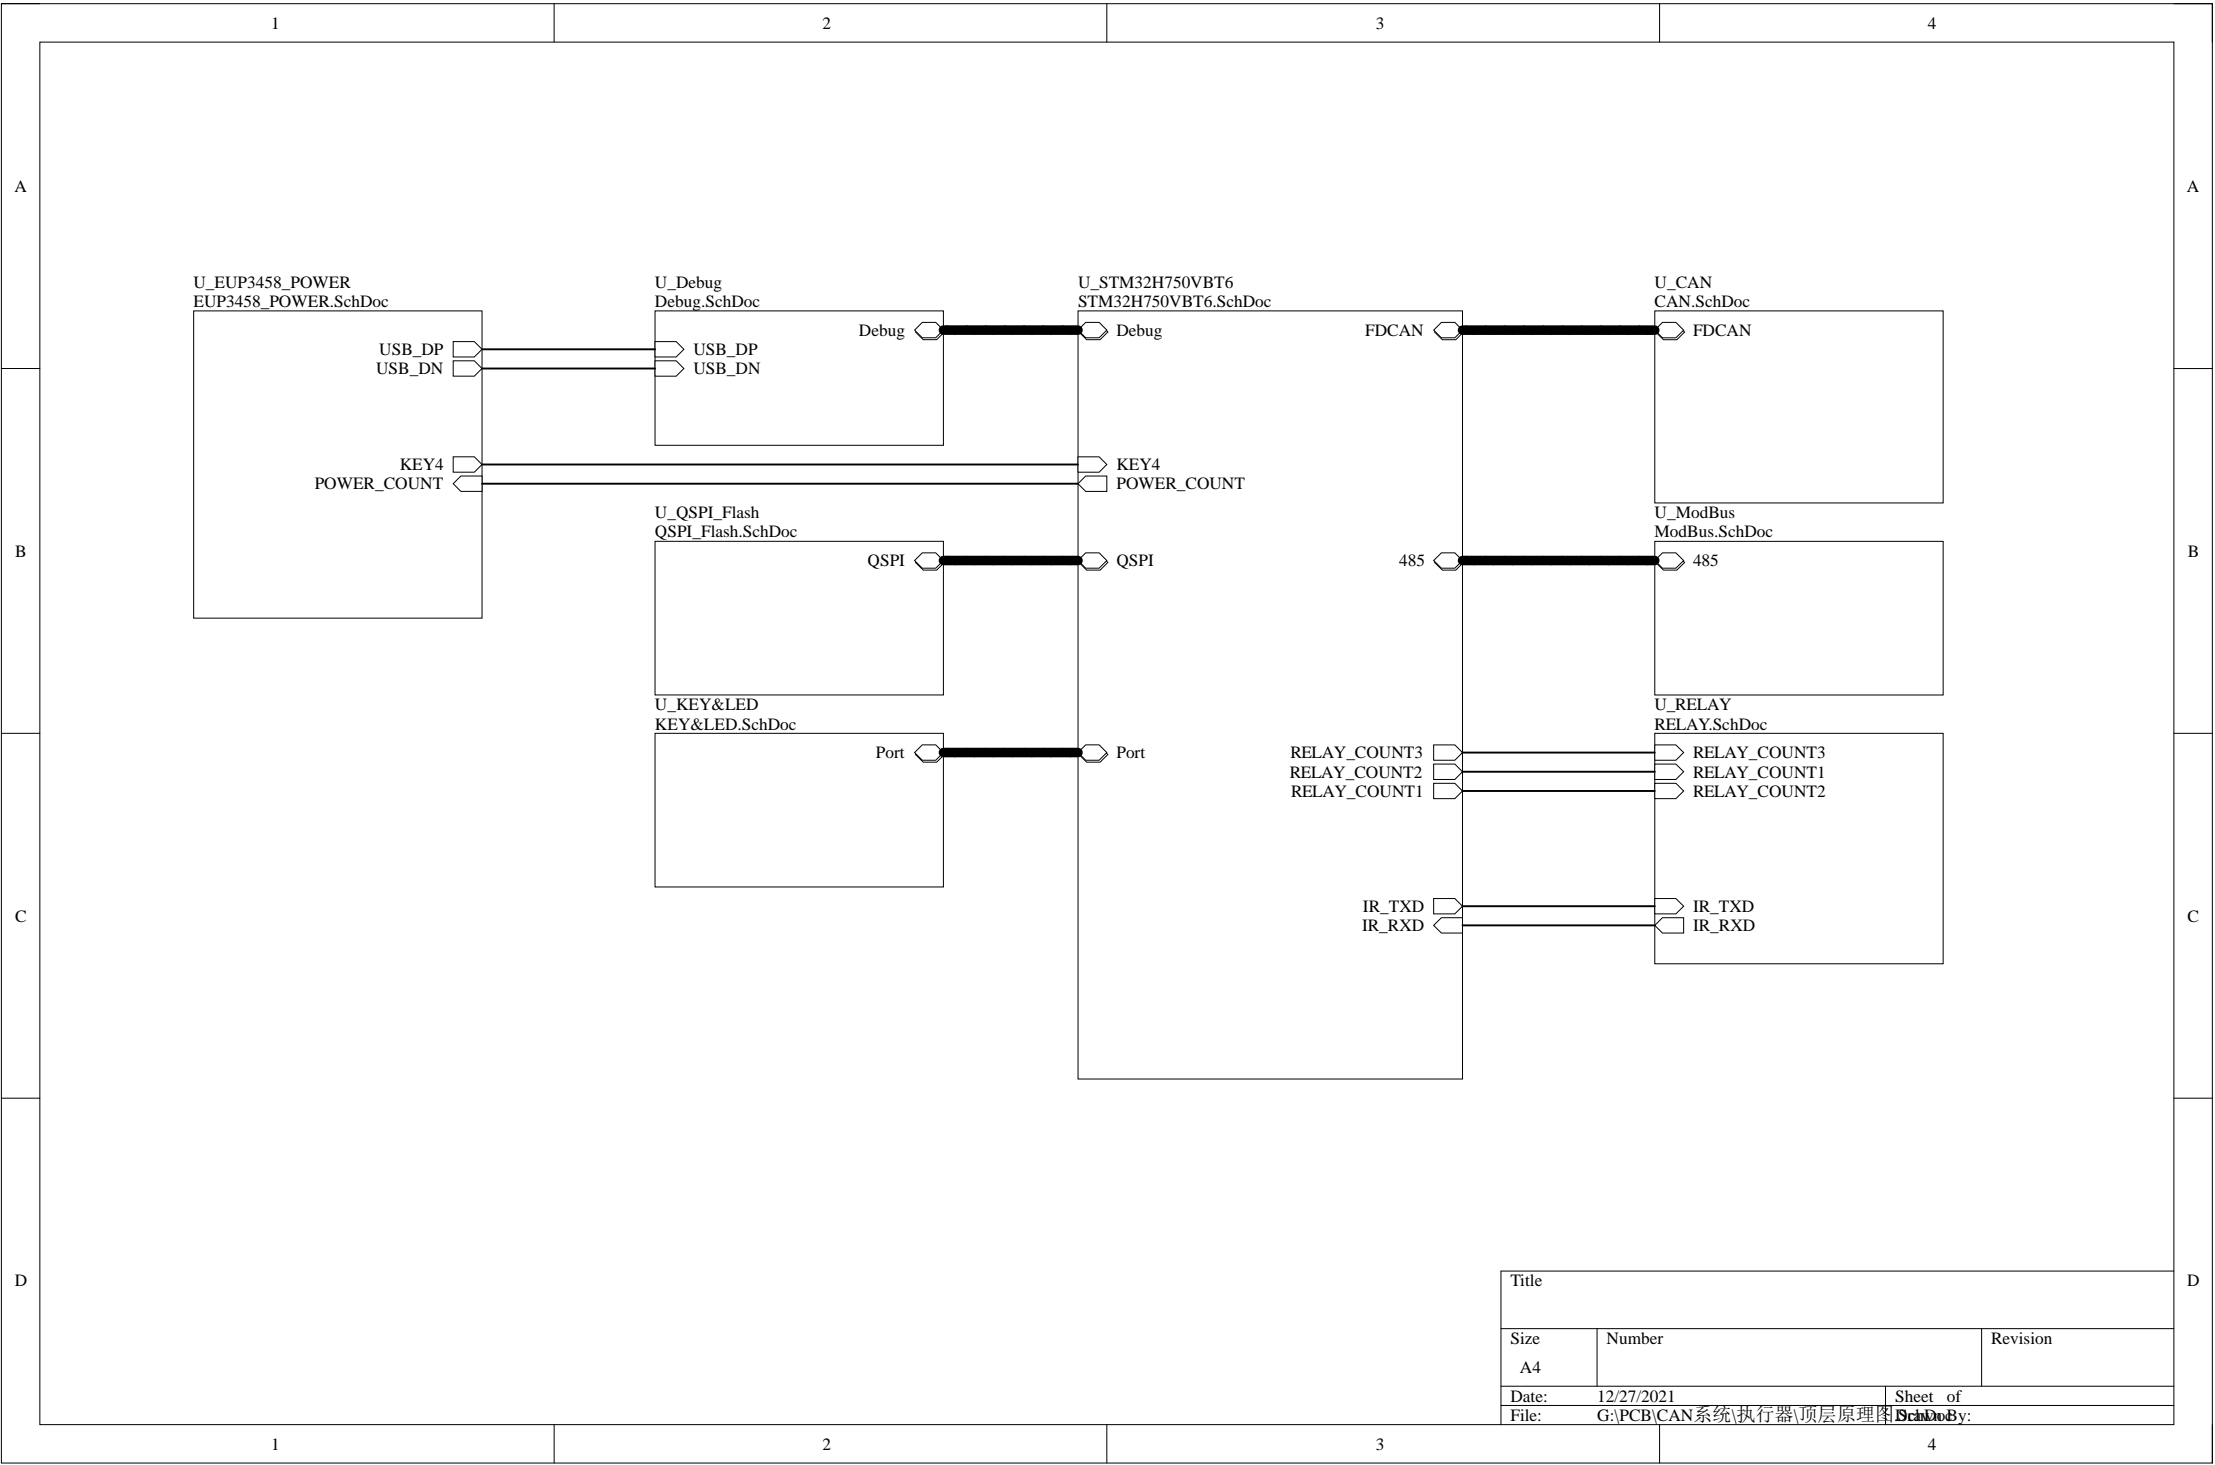 1 2 3 4
A A
U_EUP3458_POWER
EUP3458_POWER.SchDoc
USB_DP
USB_DN
KEY4
POWER_COUNT
U_Debug
Debug.SchDoc
Debug
USB_DP
USB_DN
U_QSPI_Flash
QSPI_Flash.SchDoc
QSPI
U_KEY&LED
KEY&LED.SchDoc
Port
U_STM32H750VBT6
STM32H750VBT6.SchDoc
Debug
KEY4
POWER_COUNT
QSPI
Port
FDCAN
485
RELAY_COUNT3
RELAY_COUNT2
RELAY_COUNT1
IR_TXD
IR_RXD
U_CAN
CAN.SchDoc
FDCAN
U_ModBus
ModBus.SchDoc
485
U_RELAY
RELAY.SchDoc
RELAY_COUNT3
RELAY_COUNT1
RELAY_COUNT2
IR_TXD
IR_RXD
B B
C C
D D
Title
Size Number Revision
A4
Date: 12/27/2021 Sheet of
File: G:\PCB\CAN系统\执行器\顶层原理图.SchDoc Drawn By:
1 2 3 4